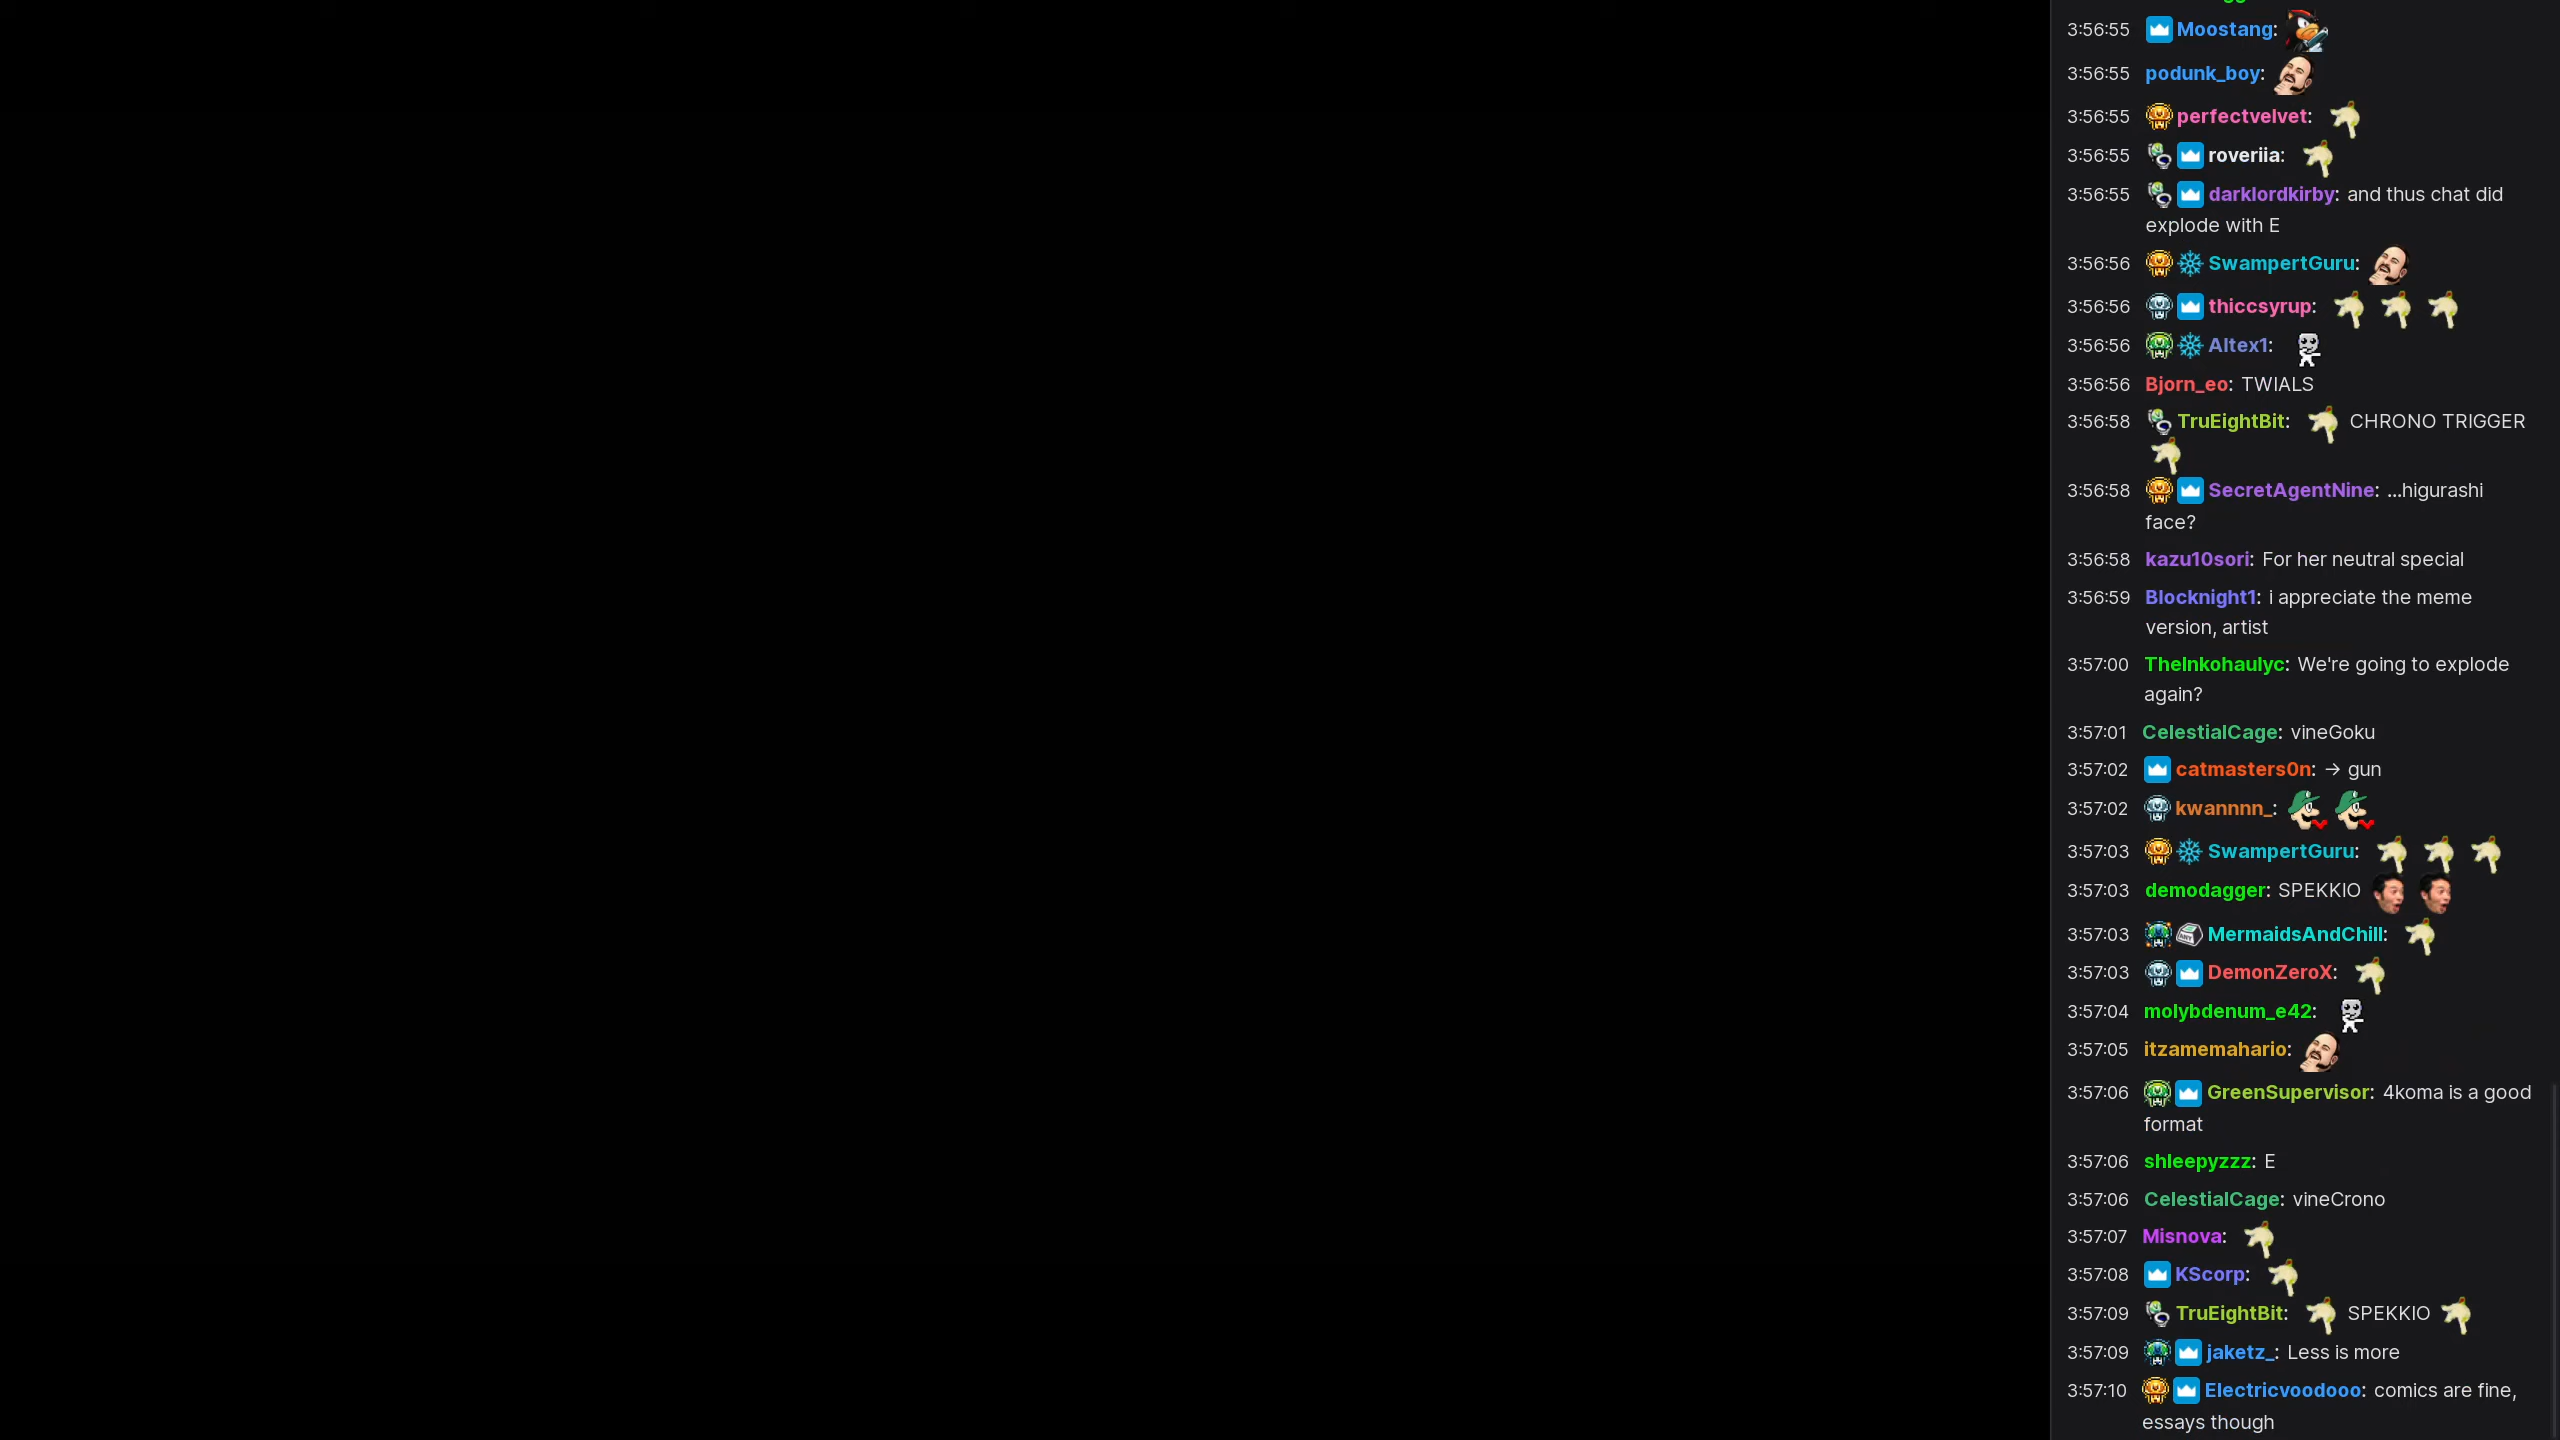 3:56:55 Moostang:
3:56:55 podunk_boy:
3:56:55 perfectvelvet:
3:56:55 roveriia:
3:56:55 darklordkirby: and thus chat did
explode with E
3:56:56 SwampertGuru:
3:56:56 thiccsyrup:
3:56:56 Altex1:
3:56:56 Bjorn_eo: TWIALS
3:56:58 TruEightBit: CHRONO TRIGGER
3:56:58 SecretAgentNine: ...higurashi
face?
3:56:58 kazu10sori: For her neutral special
3:56:59 Blocknight1: i appreciate the meme
version, artist
3:57:00 TheInkohaulyc: We're going to explode
again?
3:57:01 CelestialCage: vineGoku
3:57:02 catmasters0n: → gun
3:57:02 kwannnn_:
3:57:03 SwampertGuru:
3:57:03 demodagger: SPEKKIO
3:57:03 MermaidsAndChill:
3:57:03 DemonZeroX:
3:57:04 molybdenum_e42:
3:57:05 itzamemahario:
3:57:06 GreenSupervisor: 4koma is a good
format
3:57:06 shleepyzzz: E
3:57:06 CelestialCage: vineCrono
3:57:07 Misnova:
3:57:08 KScorp:
3:57:09 TruEightBit: SPEKKIO
3:57:09 jaketz_: Less is more
3:57:10 Electricvoodooo: comics are fine,
essays though